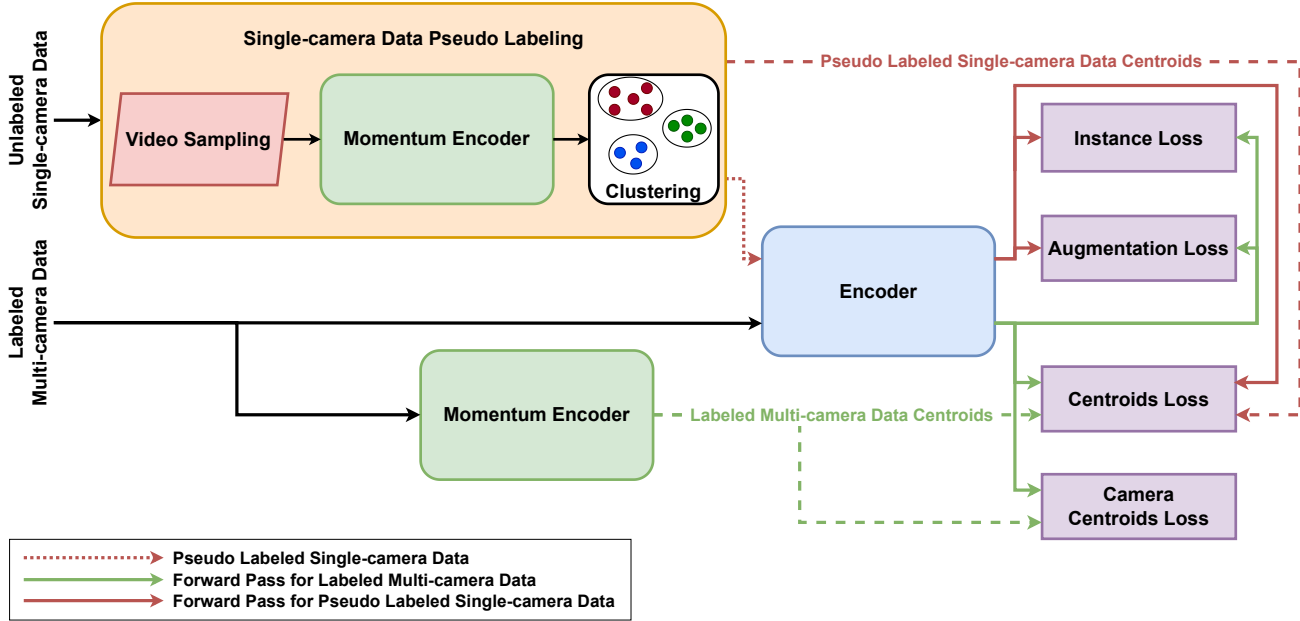 Single-camera Data Pseudo Labeling
Unlabeled
Single-camera Data
Video Sampling
Momentum Encoder
Clustering
Pseudo Labeled Single-camera Data Centroids
Instance Loss
Augmentation Loss
Encoder
Labeled
Multi-camera Data
Momentum Encoder
Labeled Multi-camera Data Centroids
Centroids Loss
Camera
Centroids Loss
Pseudo Labeled Single-camera Data
Forward Pass for Labeled Multi-camera Data
Forward Pass for Pseudo Labeled Single-camera Data